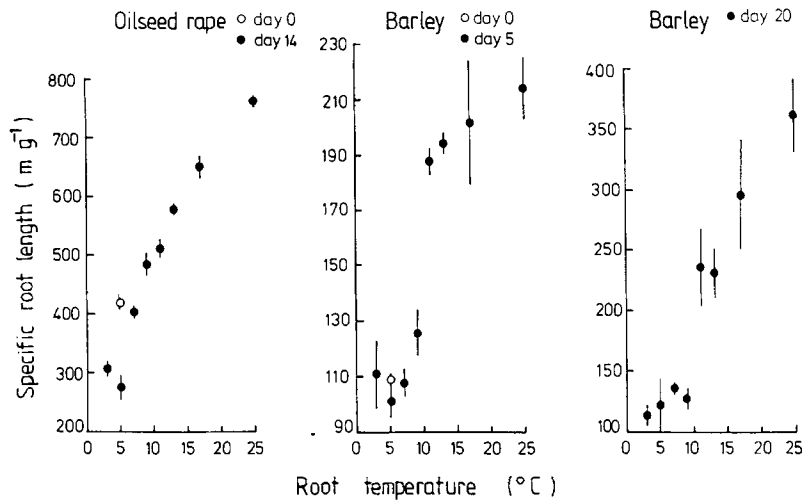 Oilseed rape ○ day 0
● day 14
Barley ○ day 0
● day 5
Barley ● day 20
Specific root length (m g⁻¹)
800
700
600
500
400
300
200
0 5 10 15 20 25
230
210
190
170
150
130
110
90
0 5 10 15 20 25
400
350
300
250
200
150
100
0 5 10 15 20 25
Root temperature (°C)